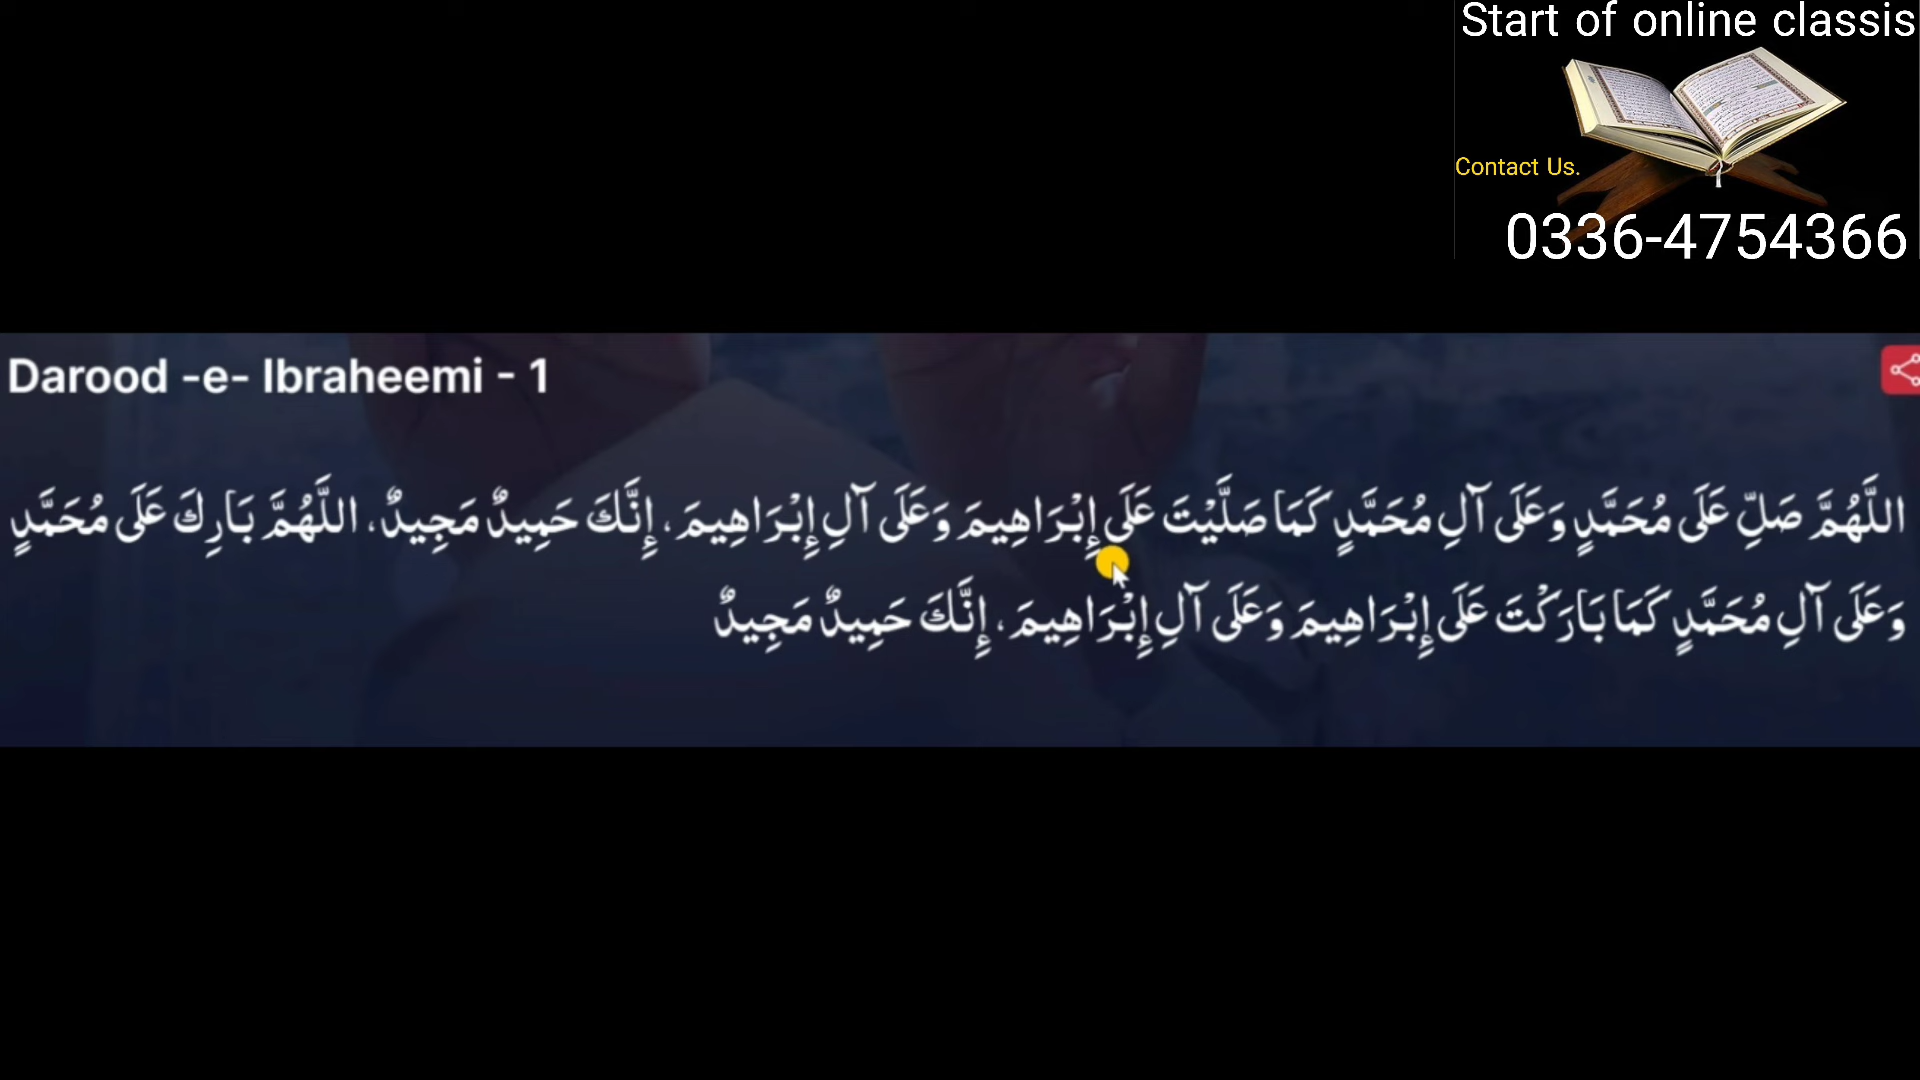 Start of online classis
Contact Us.
0336-4754366
Darood -e- Ibraheemi - 1
اللَّهُمَّ صَلِّ عَلَى مُحَمَّدٍ وَعَلَى آلِ مُحَمَّدٍ كَمَا صَلَّيْتَ عَلَى إِبْرَاهِيمَ وَعَلَى آلِ إِبْرَاهِيمَ، إِنَّكَ حَمِيدٌ مَجِيدٌ، اللَّهُمَّ بَارِكَ عَلَى مُحَمَّدٍ
وَعَلَى آلِ مُحَمَّدٍ كَمَا بَارَكْتَ عَلَى إِبْرَاهِيمَ وَعَلَى آلِ إِبْرَاهِيمَ، إِنَّكَ حَمِيدٌ مَجِيدٌ